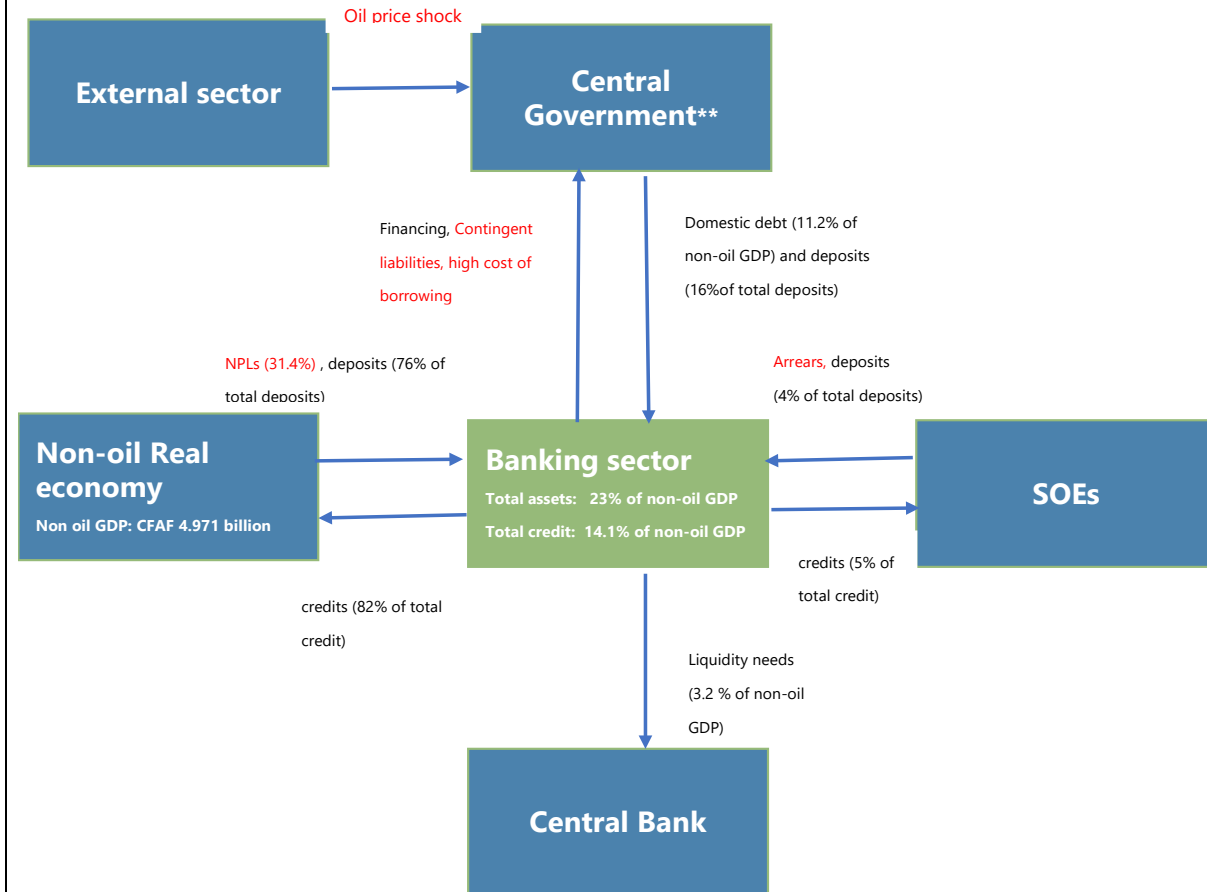 Oil price shock
External sector
Central
Government**
Financing, Contingent
liabilities, high cost of
borrowing
Domestic debt (11.2% of
non-oil GDP) and deposits
(16%of total deposits)
NPLs (31.4%) , deposits (76% of
total deposits)
Arrears, deposits
(4% of total deposits)
Non-oil Real
economy
Non oil GDP: CFAF 4.971 billion
Banking sector
Total assets: 23% of non-oil GDP
Total credit: 14.1% of non-oil GDP
SOEs
credits (82% of total
credit)
credits (5% of
total credit)
Liquidity needs
(3.2 % of non-oil
GDP)
Central Bank